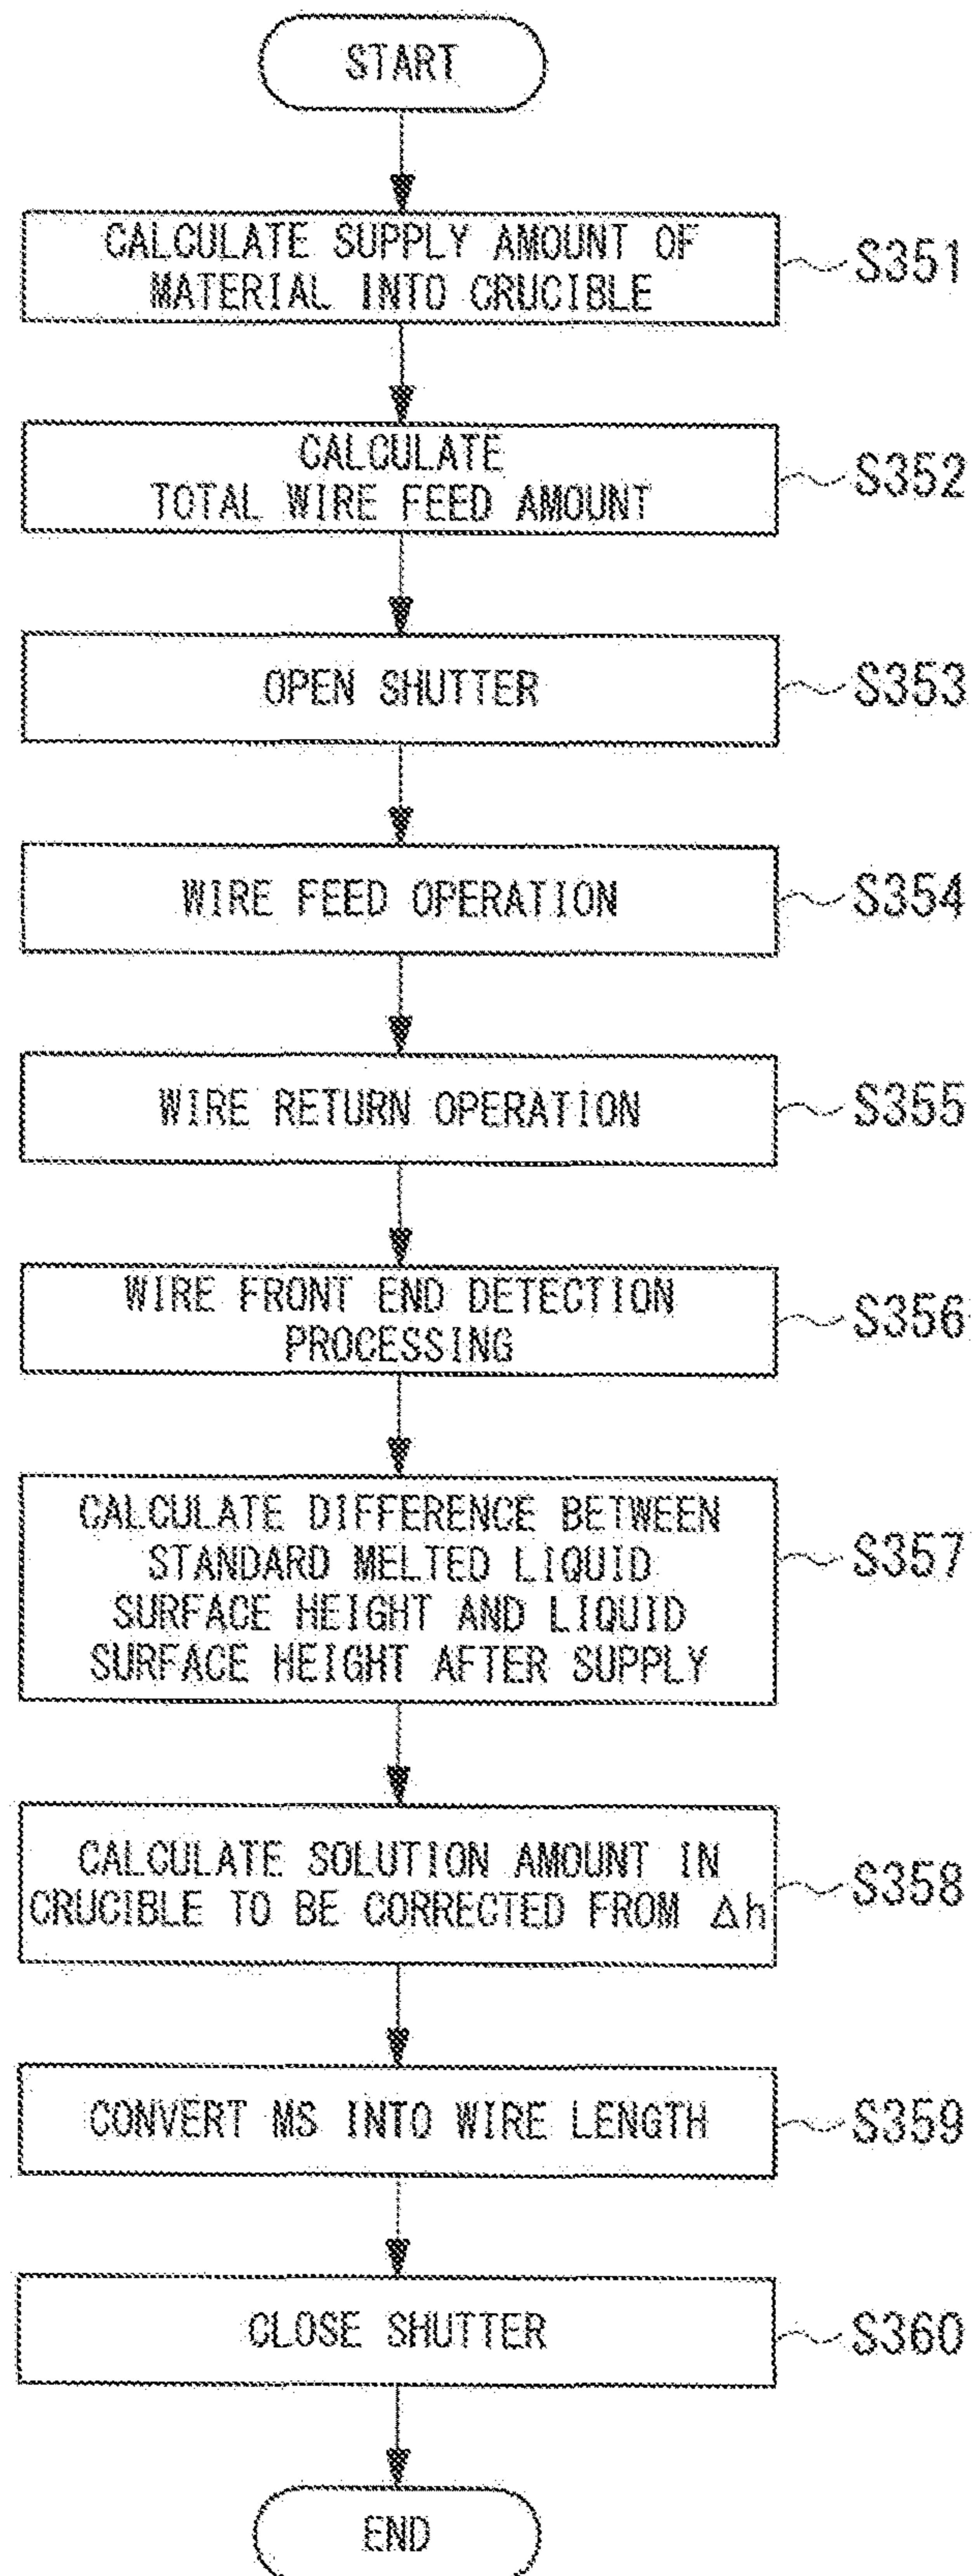 START
CALCULATE SUPPLY AMOUNT OF
MATERIAL INTO CRUCIBLE
S351
CALCULATE
TOTAL WIRE FEED AMOUNT
S352
OPEN SHUTTER
S353
WIRE FEED OPERATION
S354
WIRE RETURN OPERATION
S355
WIRE FRONT END DETECTION
PROCESSING
S356
CALCULATE DIFFERENCE BETWEEN
STANDARD MELTED LIQUID
SURFACE HEIGHT AND LIQUID
SURFACE HEIGHT AFTER SUPPLY
S357
CALCULATE SOLUTION AMOUNT IN
CRUCIBLE TO BE CORRECTED FROM Δh
S358
CONVERT MS INTO WIRE LENGTH
S359
CLOSE SHUTTER
S360
END